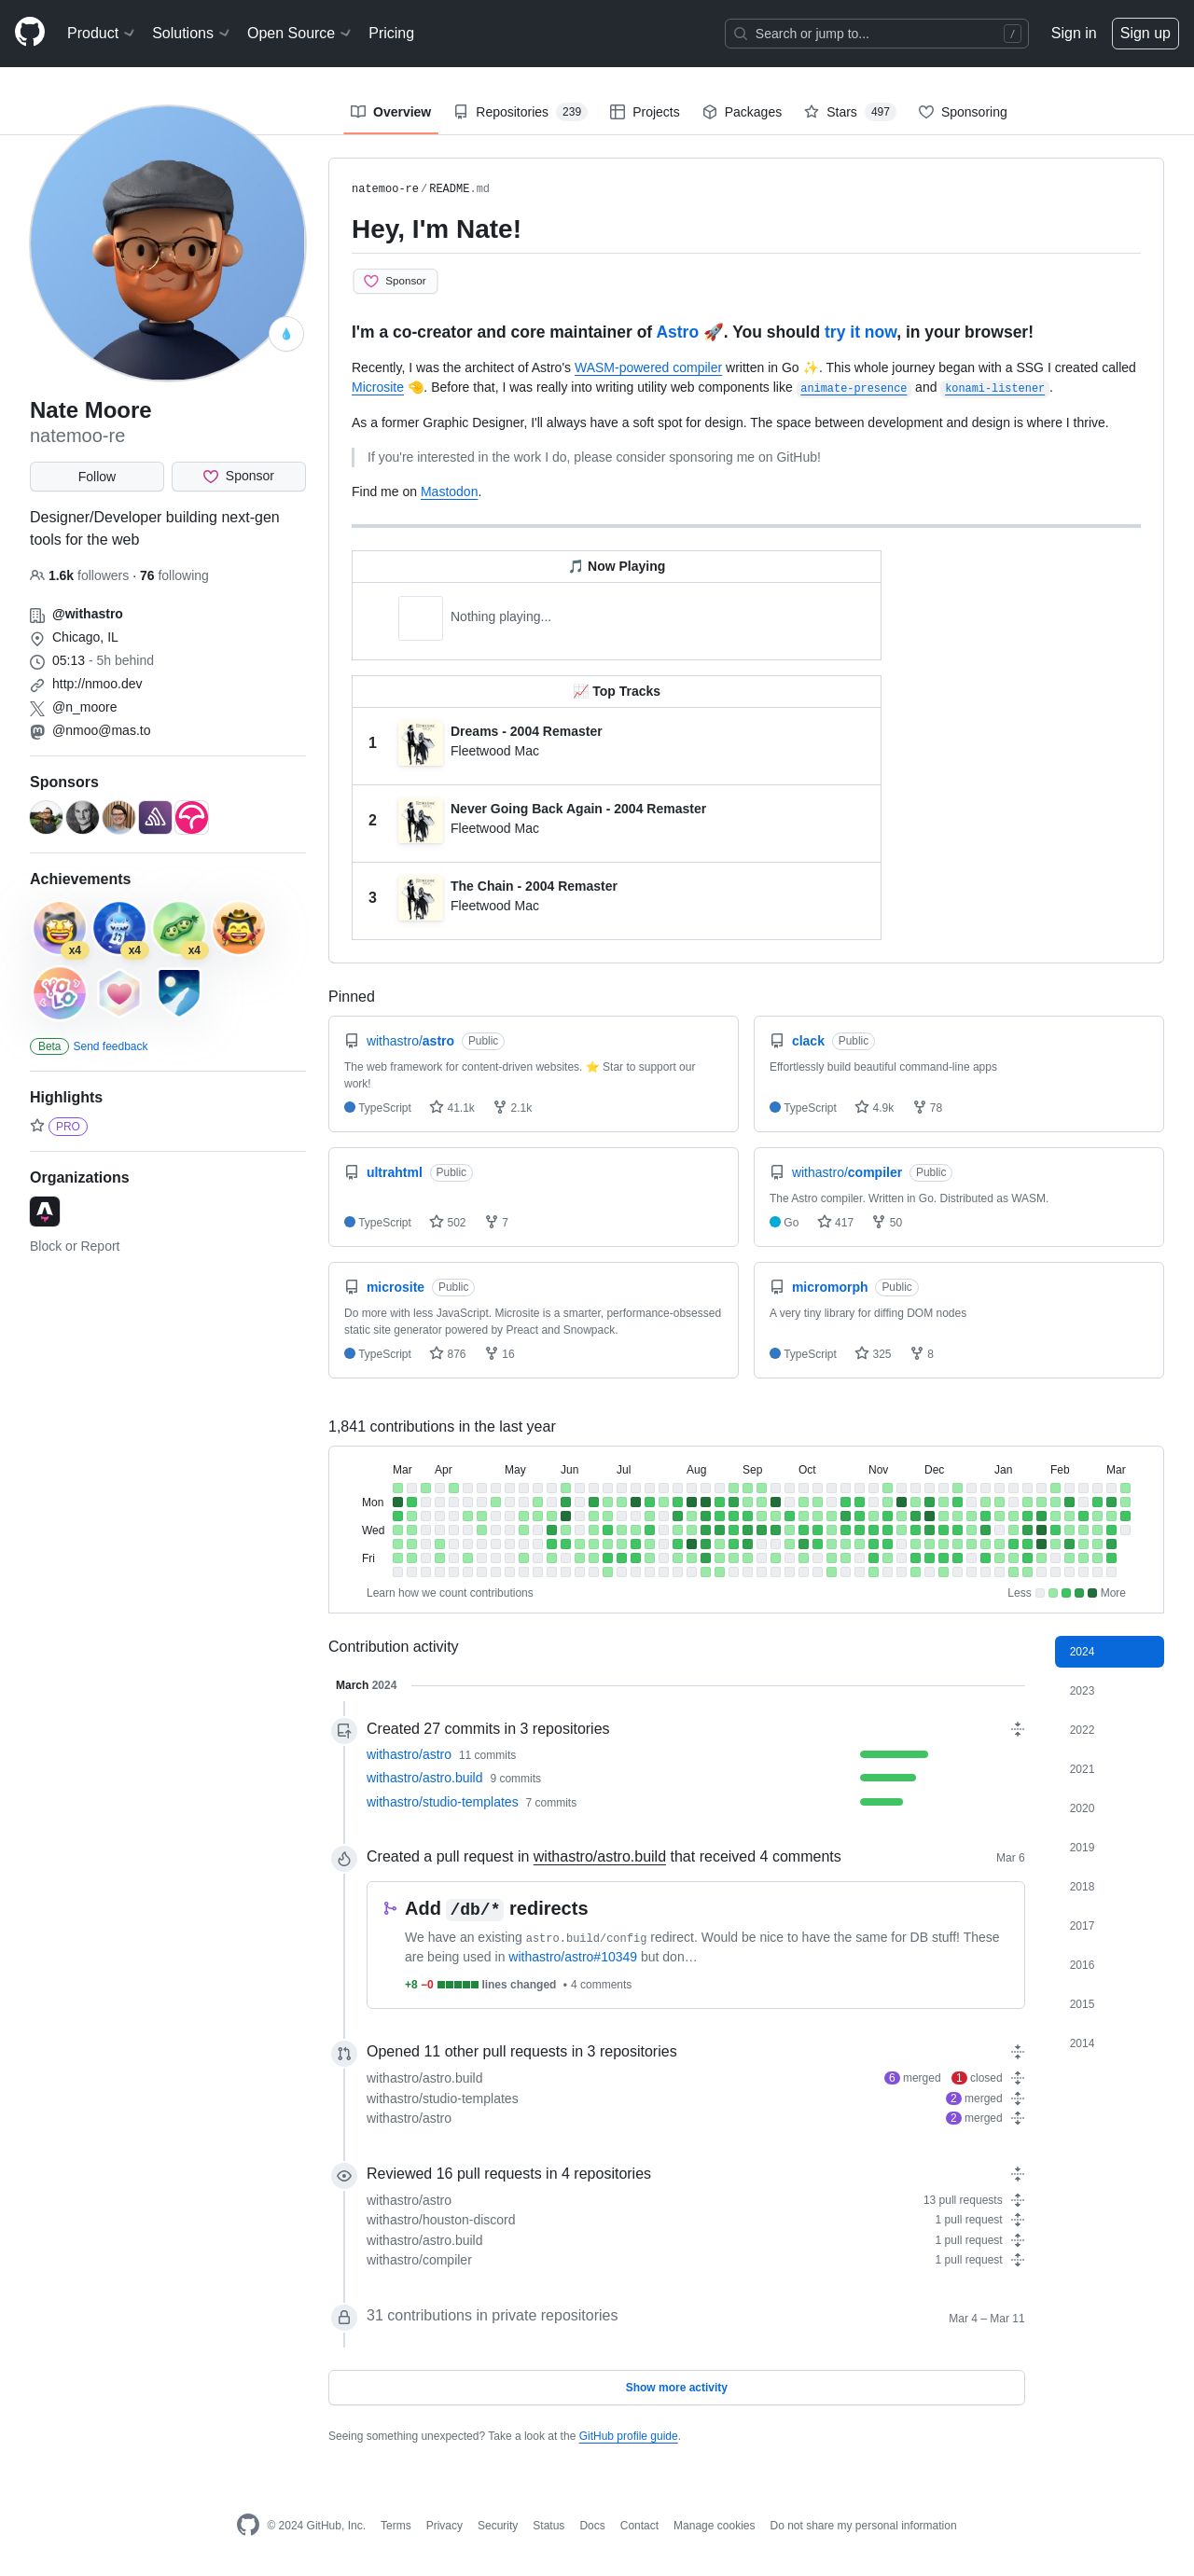 Product Solutions Open Source Pricing Search or jump to... / Sign in Sign up
Overview Repositories 239 Projects Packages Stars 497 Sponsoring
Nate Moore
natemoo-re
Follow Sponsor
Designer/Developer building next-gen
tools for the web
1.6k followers · 76 following
@withastro
Chicago, IL
05:13 - 5h behind
http://nmoo.dev
@n_moore
@nmoo@mas.to
Sponsors
Achievements
x4 x4 x4
YOLO
Beta Send feedback
Highlights
PRO
Organizations
Block or Report
natemoo-re/README.md
Hey, I'm Nate!
Sponsor
I'm a co-creator and core maintainer of Astro 🚀. You should try it now, in your browser!
Recently, I was the architect of Astro's WASM-powered compiler written in Go ✨. This whole journey began with a SSG I created called
Microsite 🤏. Before that, I was really into writing utility web components like animate-presence and konami-listener.
As a former Graphic Designer, I'll always have a soft spot for design. The space between development and design is where I thrive.
If you're interested in the work I do, please consider sponsoring me on GitHub!
Find me on Mastodon.
🎵 Now Playing
Nothing playing...
📈 Top Tracks
1 Dreams - 2004 Remaster
Fleetwood Mac
2 Never Going Back Again - 2004 Remaster
Fleetwood Mac
3 The Chain - 2004 Remaster
Fleetwood Mac
Pinned
withastro/astro Public
The web framework for content-driven websites. ⭐ Star to support our
work!
TypeScript 41.1k 2.1k
clack Public
Effortlessly build beautiful command-line apps
TypeScript 4.9k 78
ultrahtml Public
TypeScript 502 7
withastro/compiler Public
The Astro compiler. Written in Go. Distributed as WASM.
Go 417 50
microsite Public
Do more with less JavaScript. Microsite is a smarter, performance-obsessed
static site generator powered by Preact and Snowpack.
TypeScript 876 16
micromorph Public
A very tiny library for diffing DOM nodes
TypeScript 325 8
1,841 contributions in the last year
Mar Apr May Jun Jul Aug Sep Oct Nov Dec Jan Feb Mar
Mon
Wed
Fri
Learn how we count contributions Less More
Contribution activity
March 2024
Created 27 commits in 3 repositories
withastro/astro 11 commits
withastro/astro.build 9 commits
withastro/studio-templates 7 commits
Created a pull request in withastro/astro.build that received 4 comments Mar 6
Add /db/* redirects
We have an existing astro.build/config redirect. Would be nice to have the same for DB stuff! These
are being used in withastro/astro#10349 but don…
+8 −0 lines changed • 4 comments
Opened 11 other pull requests in 3 repositories
withastro/astro.build 6 merged 1 closed
withastro/studio-templates 2 merged
withastro/astro 2 merged
Reviewed 16 pull requests in 4 repositories
withastro/astro 13 pull requests
withastro/houston-discord 1 pull request
withastro/astro.build 1 pull request
withastro/compiler 1 pull request
31 contributions in private repositories Mar 4 – Mar 11
Show more activity
Seeing something unexpected? Take a look at the GitHub profile guide.
2024
2023
2022
2021
2020
2019
2018
2017
2016
2015
2014
© 2024 GitHub, Inc. Terms Privacy Security Status Docs Contact Manage cookies Do not share my personal information